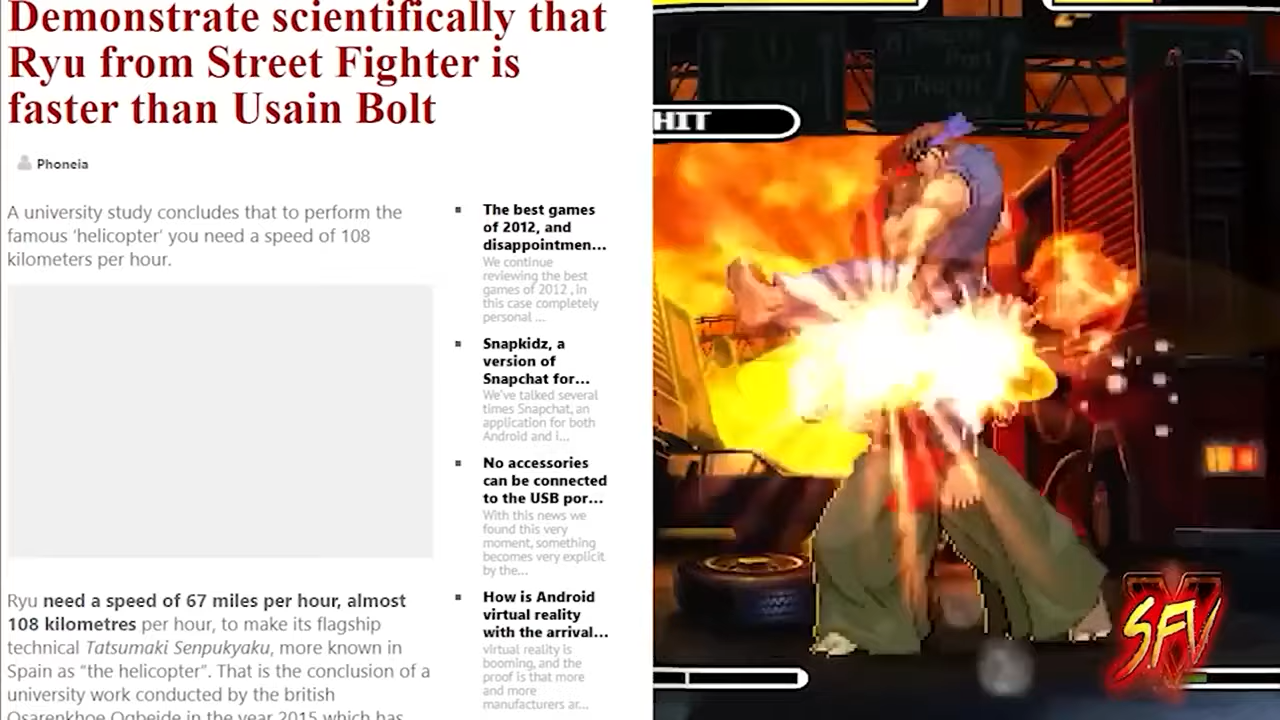 Demonstrate scientifically that
Ryu from Street Fighter is
faster than Usain Bolt
Phoneia
A university study concludes that to perform the
famous ‘helicopter’ you need a speed of 108
kilometers per hour.
Ryu need a speed of 67 miles per hour, almost
108 kilometres per hour, to make its flagship
technical Tatsumaki Senpukyaku, more known in
Spain as “the helicopter”. That is the conclusion of a
university work conducted by the british
Osarenkhoe Ogbeide in the year 2015 which has
The best games
of 2012, and
disappointmen...
We continue
reviewing the best
games of 2012 , in
this case completely
personal ...
Snapkidz, a
version of
Snapchat for...
We've talked several
times Snapchat, an
application for both
Android and i...
No accessories
can be connected
to the USB por...
With this news we
found this very
moment, something
becomes very explicit
by the...
How is Android
virtual reality
with the arrival...
virtual reality is
booming, and the
proof is that more
and more
manufacturers ar...
HIT
SFV